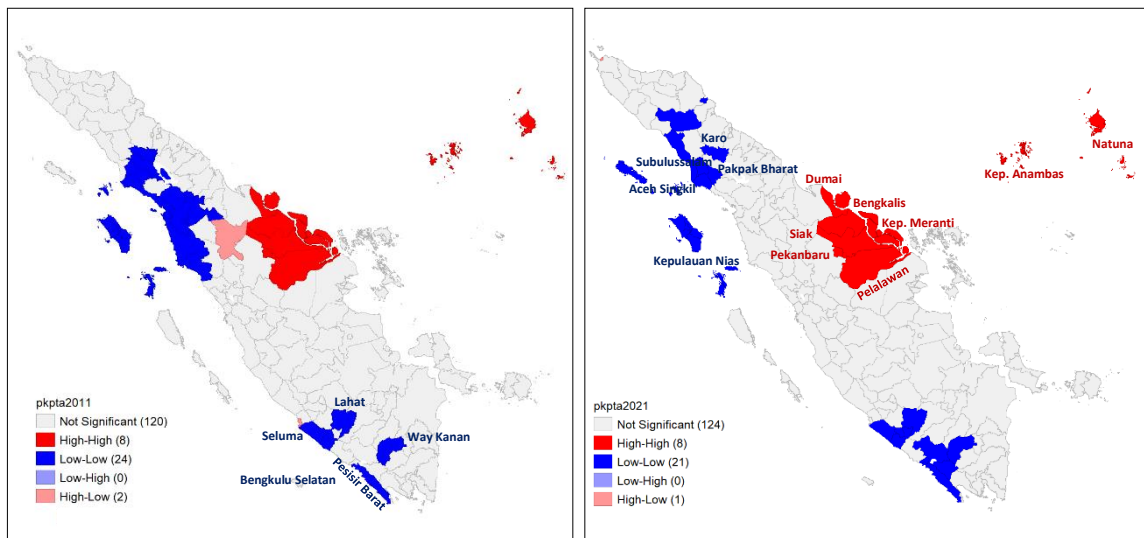 Lahat
Seluma
Way Kanan
Bengkulu Selatan
Pesisir Barat
pkpta2011
Not Significant (120)
High-High (8)
Low-Low (24)
Low-High (0)
High-Low (2)
Karo
Subulussalam
Pakpak Bharat
Aceh Singkil
Kepulauan Nias
Dumai
Bengkalis
Kep. Meranti
Siak
Pekanbaru
Pelalawan
Natuna
Kep. Anambas
pkpta2021
Not Significant (124)
High-High (8)
Low-Low (21)
Low-High (0)
High-Low (1)